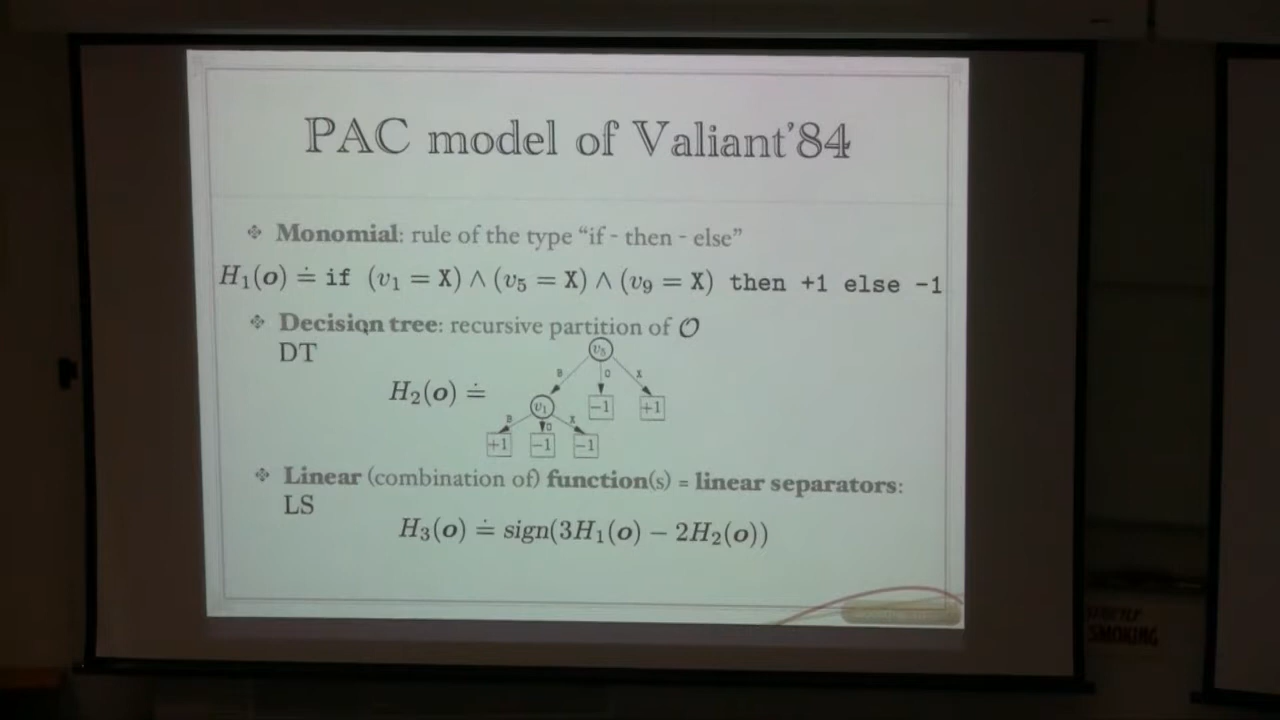 PAC model of Valiant'84
Monomial: rule of the type “if - then - else”
H₁(o) ≐ if (v₁ = X) ∧ (v₅ = X) ∧ (v₉ = X) then +1 else -1
Decision tree: recursive partition of 𝒪
DT
v₅
B O X
H₂(o) ≐
v₁ −1 +1
B O X
+1 −1 −1
Linear (combination of) function(s) = linear separators:
LS
H₃(o) ≐ sign(3H₁(o) − 2H₂(o))
SMOKING